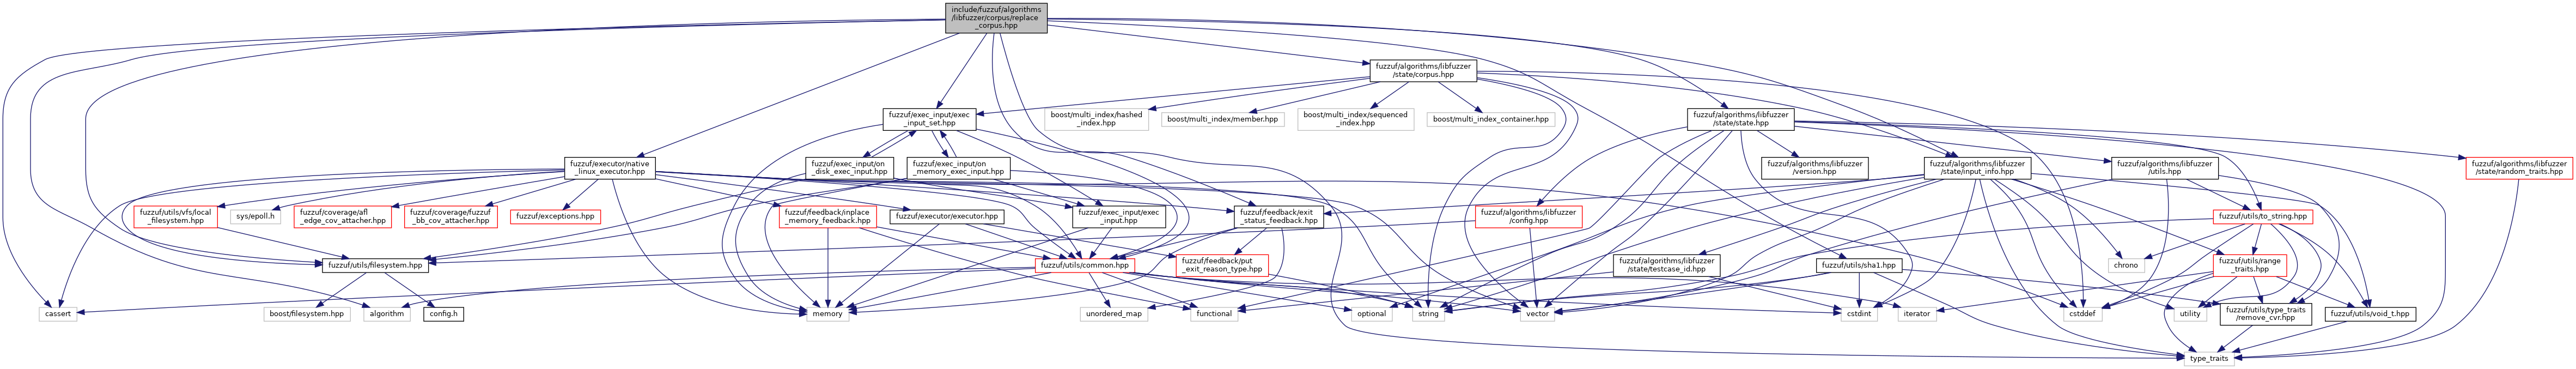 include/fuzzuf/algorithms
/libfuzzer/corpus/replace
_corpus.hpp
fuzzuf/algorithms/libfuzzer
/state/corpus.hpp
fuzzuf/exec_input/exec
_input_set.hpp
boost/multi_index/hashed
_index.hpp
boost/multi_index/member.hpp
boost/multi_index/sequenced
_index.hpp
boost/multi_index_container.hpp
fuzzuf/algorithms/libfuzzer
/state/state.hpp
fuzzuf/executor/native
_linux_executor.hpp
fuzzuf/exec_input/on
_disk_exec_input.hpp
fuzzuf/exec_input/on
_memory_exec_input.hpp
fuzzuf/algorithms/libfuzzer
/version.hpp
fuzzuf/algorithms/libfuzzer
/state/input_info.hpp
fuzzuf/algorithms/libfuzzer
/utils.hpp
fuzzuf/algorithms/libfuzzer
/state/random_traits.hpp
fuzzuf/utils/vfs/local
_filesystem.hpp
sys/epoll.h
fuzzuf/coverage/afl
_edge_cov_attacher.hpp
fuzzuf/coverage/fuzzuf
_bb_cov_attacher.hpp
fuzzuf/exceptions.hpp
fuzzuf/feedback/inplace
_memory_feedback.hpp
fuzzuf/executor/executor.hpp
fuzzuf/exec_input/exec
_input.hpp
fuzzuf/feedback/exit
_status_feedback.hpp
fuzzuf/algorithms/libfuzzer
/config.hpp
fuzzuf/utils/to_string.hpp
fuzzuf/utils/filesystem.hpp
fuzzuf/utils/common.hpp
fuzzuf/feedback/put
_exit_reason_type.hpp
fuzzuf/algorithms/libfuzzer
/state/testcase_id.hpp
fuzzuf/utils/sha1.hpp
chrono
fuzzuf/utils/range
_traits.hpp
cassert
boost/filesystem.hpp
algorithm
config.h
memory
unordered_map
functional
optional
string
vector
cstdint
iterator
cstddef
utility
fuzzuf/utils/type_traits
/remove_cvr.hpp
fuzzuf/utils/void_t.hpp
type_traits